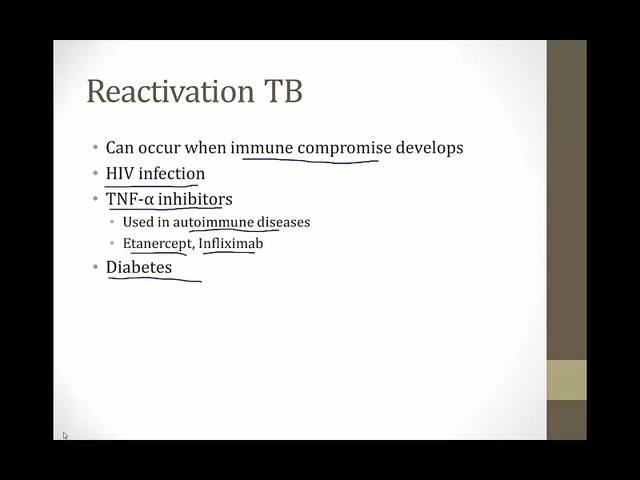 Reactivation TB
• Can occur when immune compromise develops
• HIV infection
• TNF-α inhibitors
• Used in autoimmune diseases
• Etanercept, Infliximab
• Diabetes